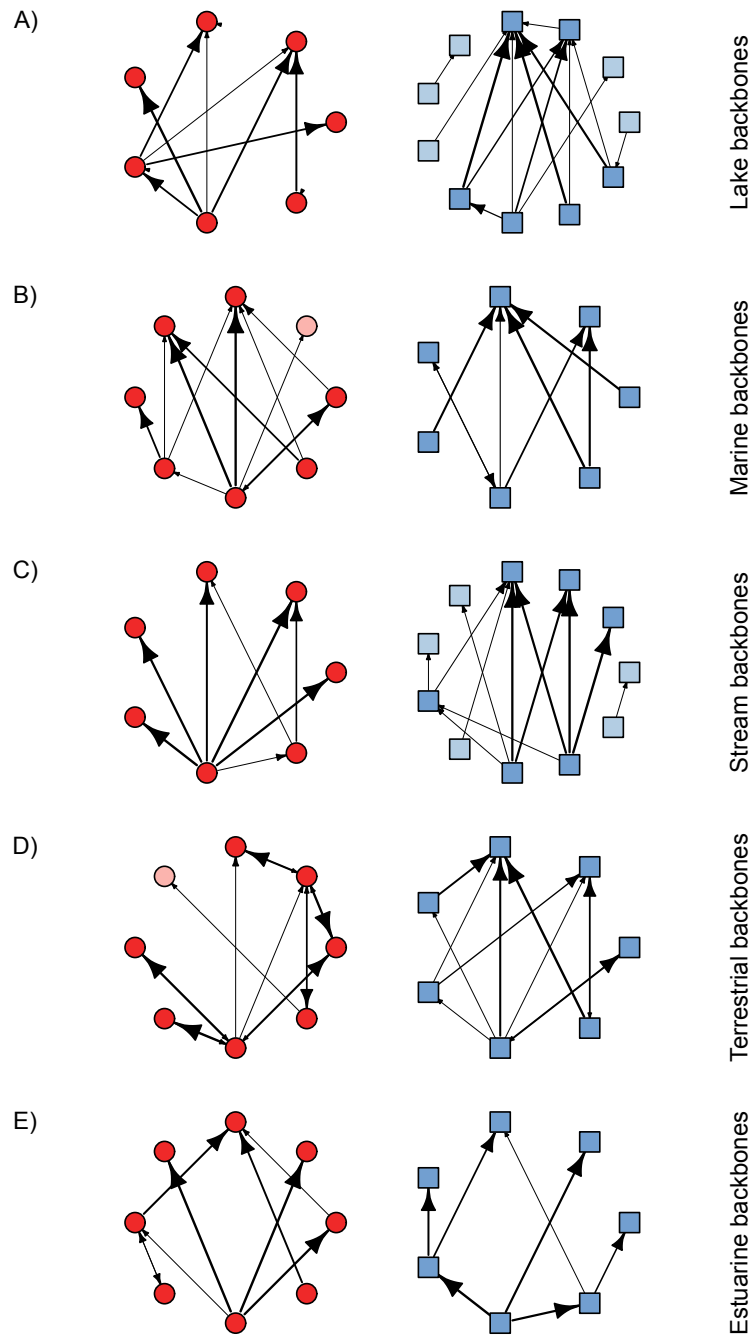 A)
Lake backbones
B)
Marine backbones
C)
Stream backbones
D)
Terrestrial backbones
E)
Estuarine backbones